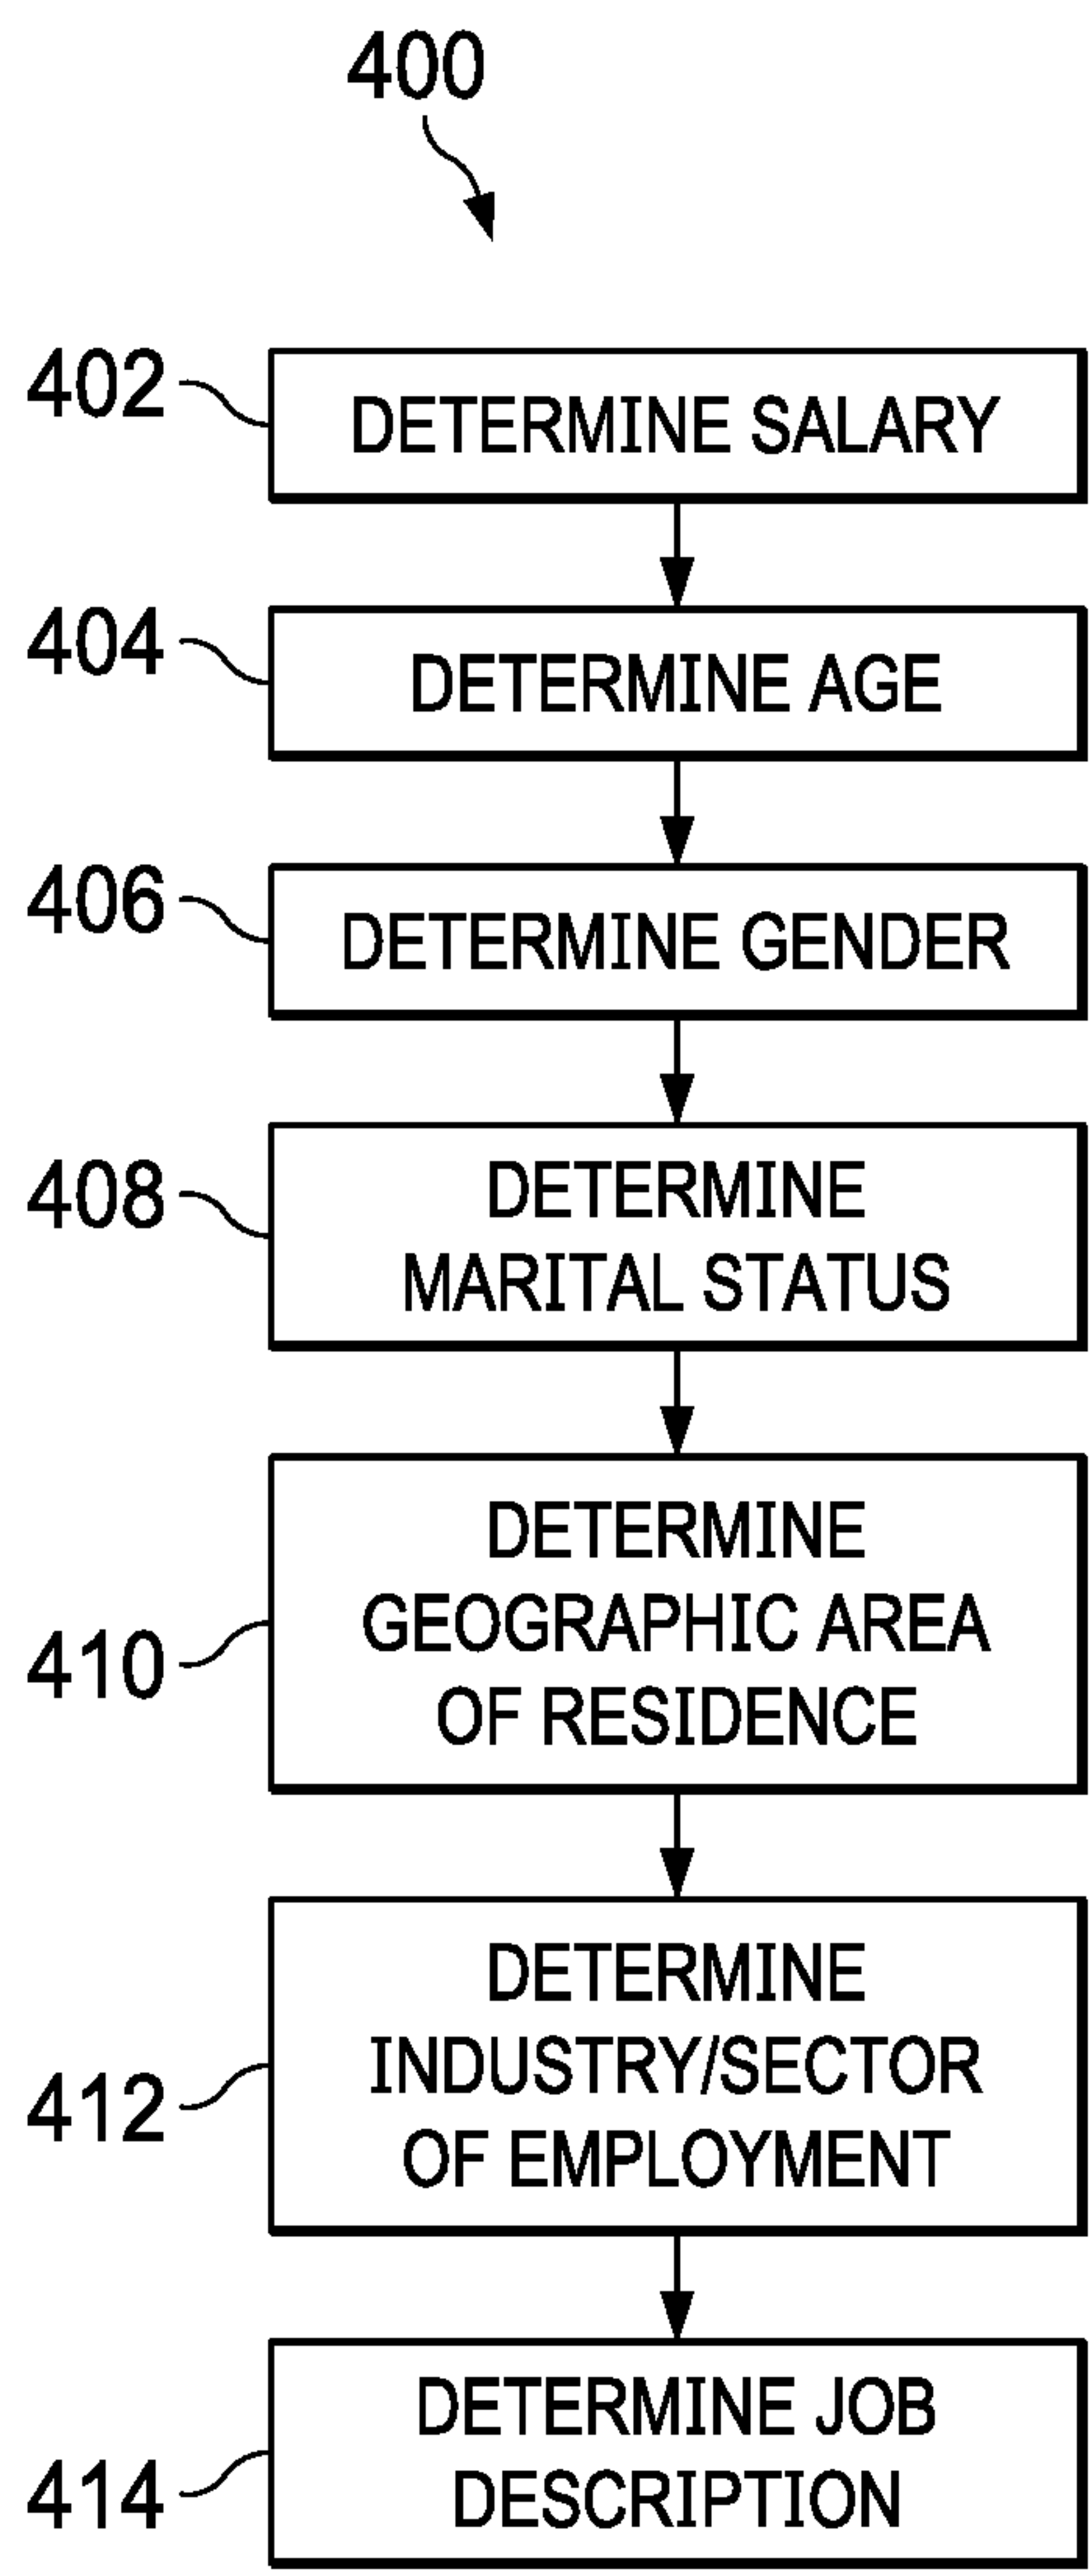 400
402
DETERMINE SALARY
404
DETERMINE AGE
406
DETERMINE GENDER
408
DETERMINE
MARITAL STATUS
410
DETERMINE
GEOGRAPHIC AREA
OF RESIDENCE
412
DETERMINE
INDUSTRY/SECTOR
OF EMPLOYMENT
414
DETERMINE JOB
DESCRIPTION